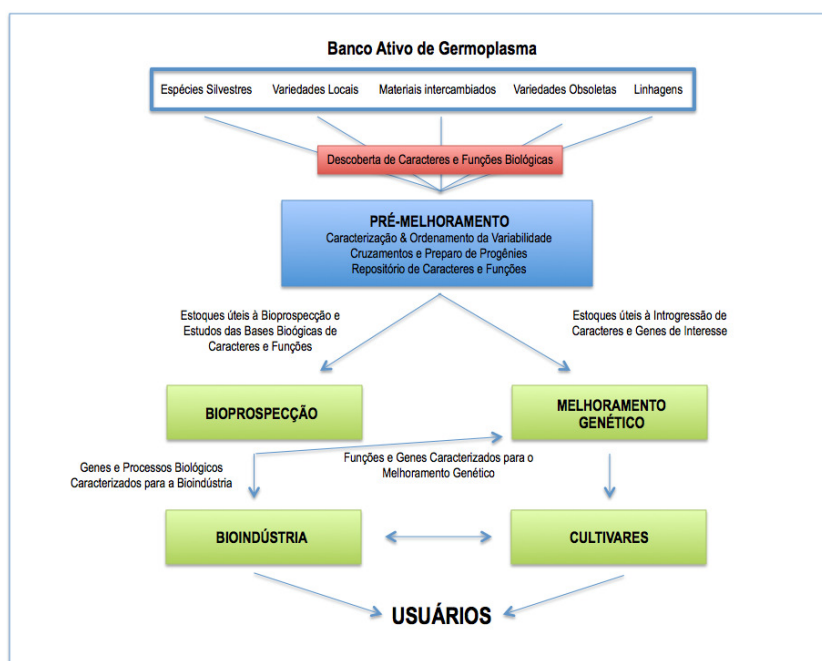 Banco Ativo de Germoplasma
Espécies Silvestres Variedades Locais Materiais intercambiados Variedades Obsoletas Linhagens
Descoberta de Caracteres e Funções Biológicas
PRÉ-MELHORAMENTO
Caracterização & Ordenamento da Variabilidade
Cruzamentos e Preparo de Progênies
Repositório de Caracteres e Funções
Estoques úteis à Bioprospecção e
Estudos das Bases Bioógicas de
Caracteres e Funções
Estoques úteis à Introgressão de
Caracteres e Genes de Interesse
BIOPROSPECÇÃO
MELHORAMENTO
GENÉTICO
Genes e Processos Biológicos
Caracterizados para a Bioindústria
Funções e Genes Caracterizados para o
Melhoramento Genético
BIOINDÚSTRIA
CULTIVARES
USUÁRIOS